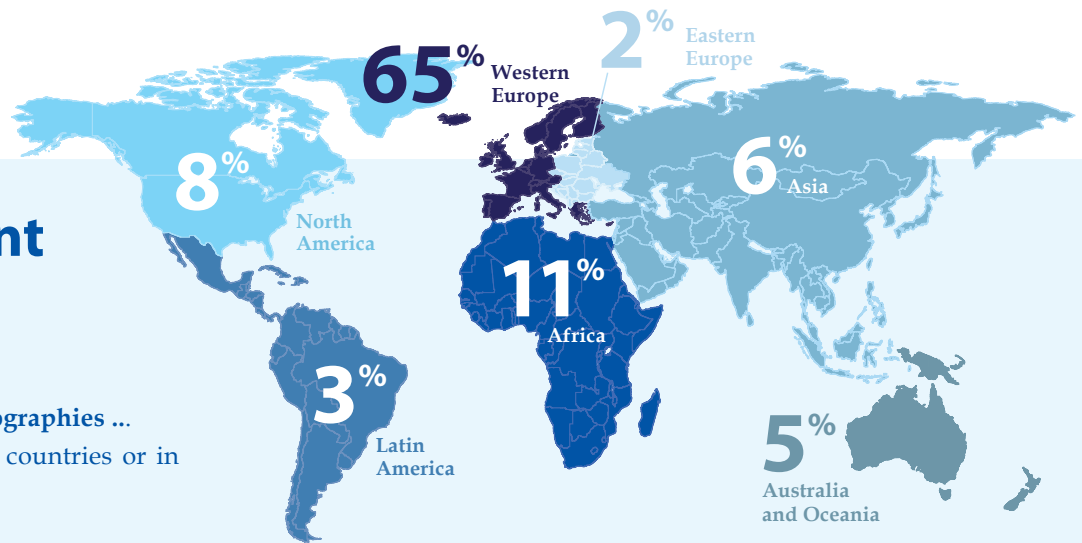 65%
Western
Europe
2%
Eastern
Europe
8%
North
America
6%
Asia
nt
11%
Africa
3%
Latin
America
ographies ...
countries or in
5%
Australia
and Oceania